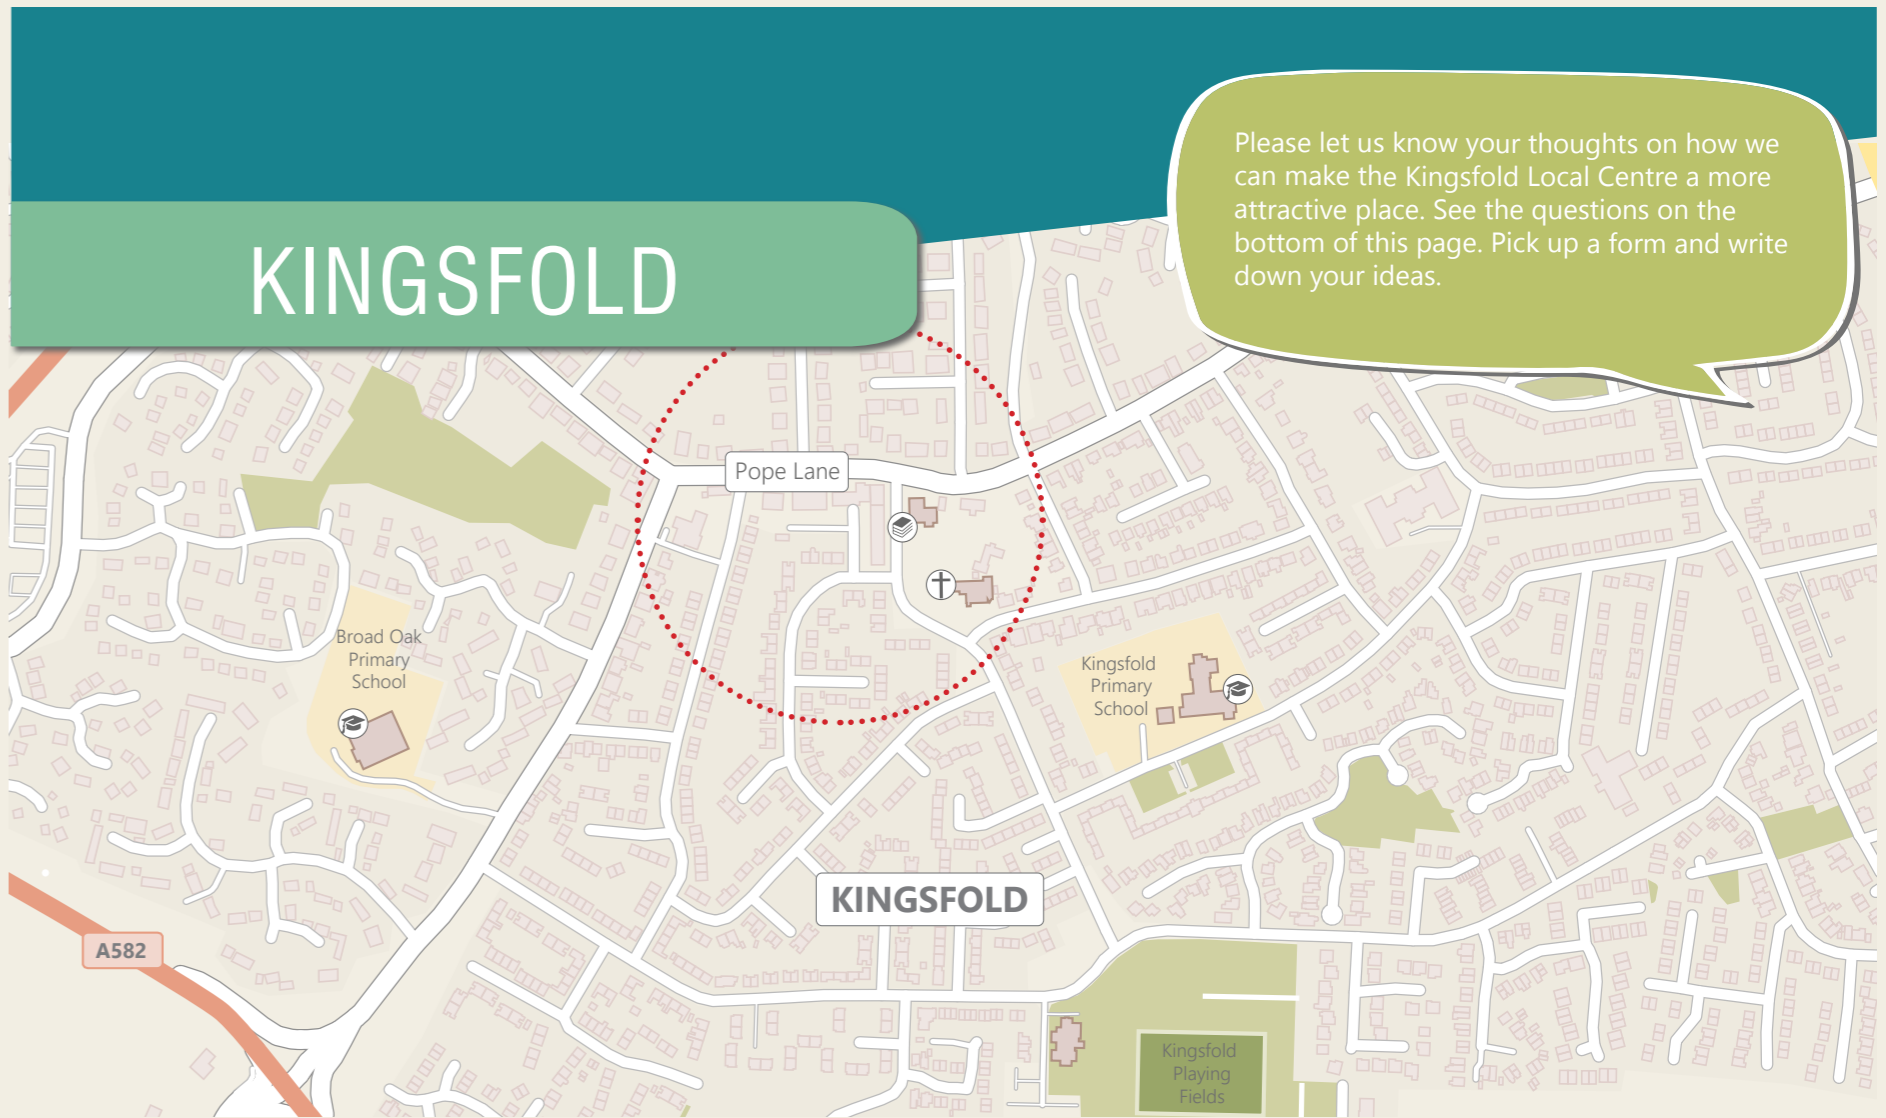 Please let us know your thoughts on how we
can make the Kingsfold Local Centre a more
attractive place. See the questions on the
bottom of this page. Pick up a form and write
down your ideas.
KINGSFOLD
Pope Lane
Broad Oak
Primary
School
Kingsfold
Primary
School
KINGSFOLD
A582
Kingsfold
Playing
Fields